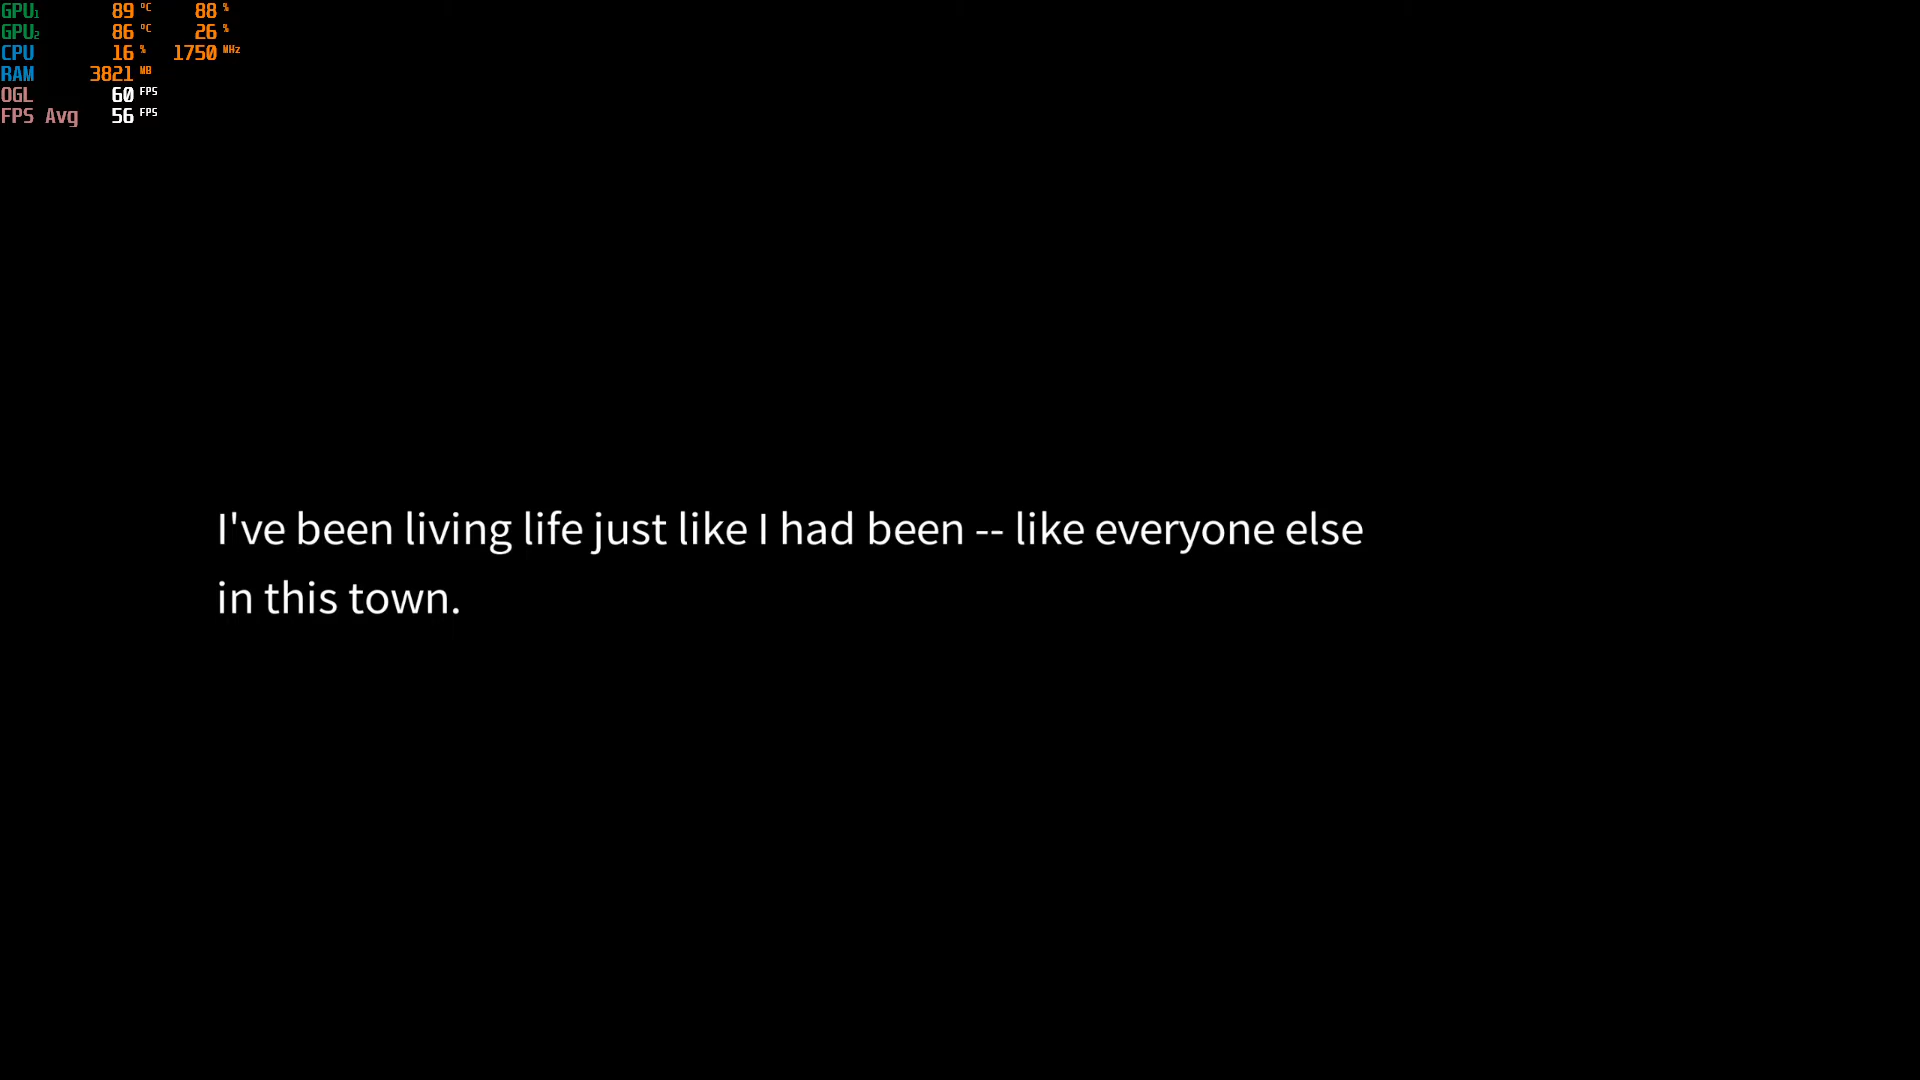 GPU1 89 °C 88 %
GPU2 86 °C 26 %
CPU 16 % 1750 MHz
RAM 3821 MB
OGL 60 FPS
FPS Avg 56 FPS
I've been living life just like I had been -- like everyone else
in this town.